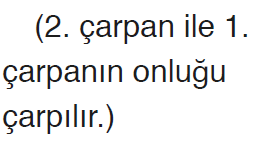 (2. çarpan ile 1.
çarpanın onluğu
çarpılır.)